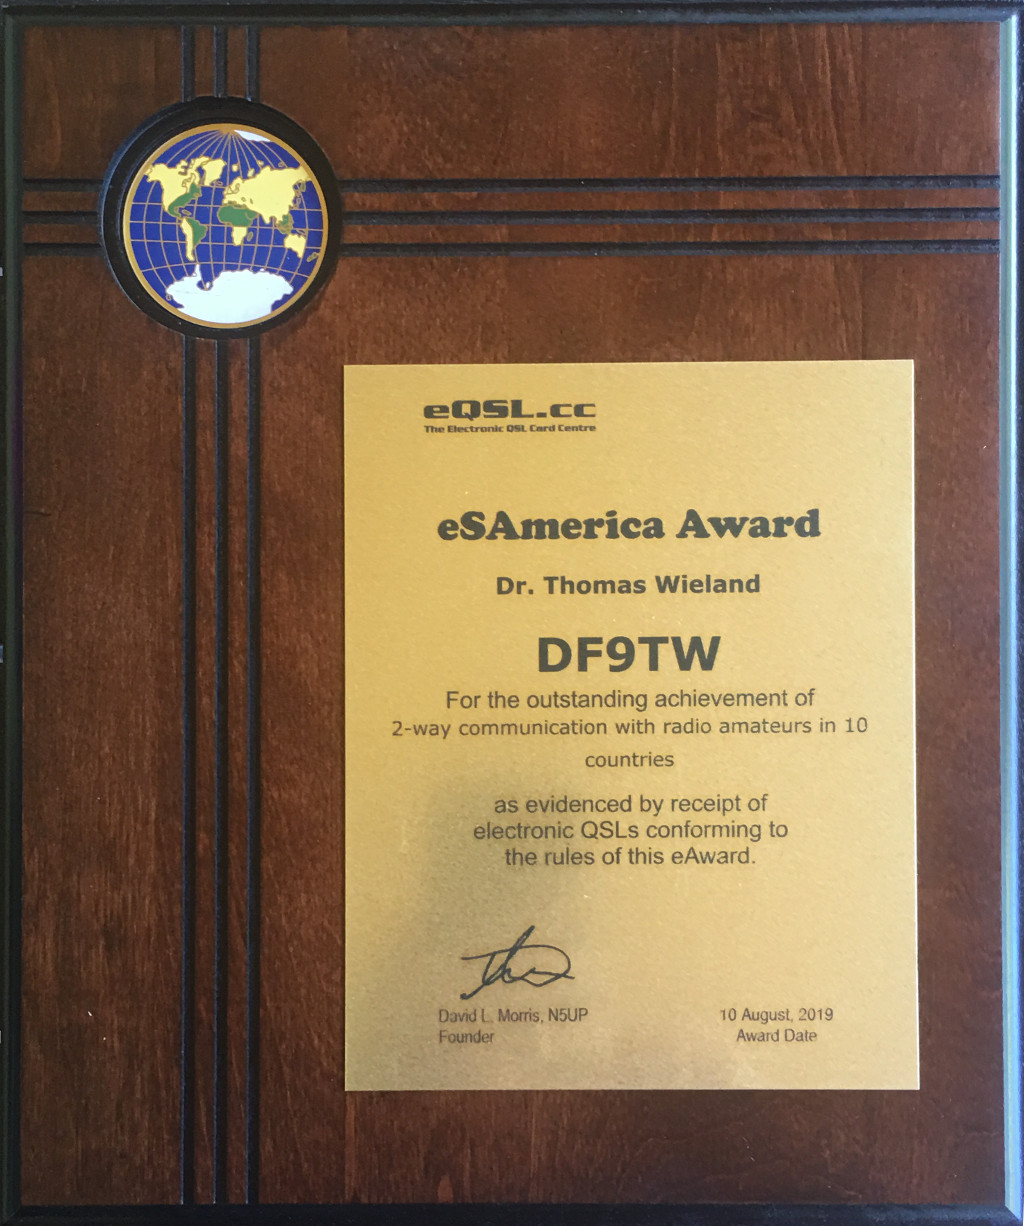 eQSL.cc
The Electronic QSL Card Centre
eSAmerica Award
Dr. Thomas Wieland
DF9TW
For the outstanding achievement of
2-way communication with radio amateurs in 10
countries
as evidenced by receipt of
electronic QSLs conforming to
the rules of this eAward.
David L. Morris, N5UP
Founder
10 August, 2019
Award Date